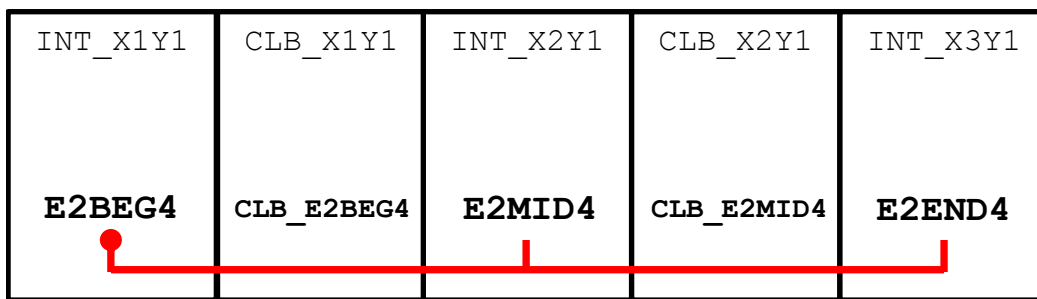 INT_X1Y1 CLB_X1Y1 INT_X2Y1 CLB_X2Y1 INT_X3Y1
E2BEG4 CLB_E2BEG4 E2MID4 CLB_E2MID4 E2END4